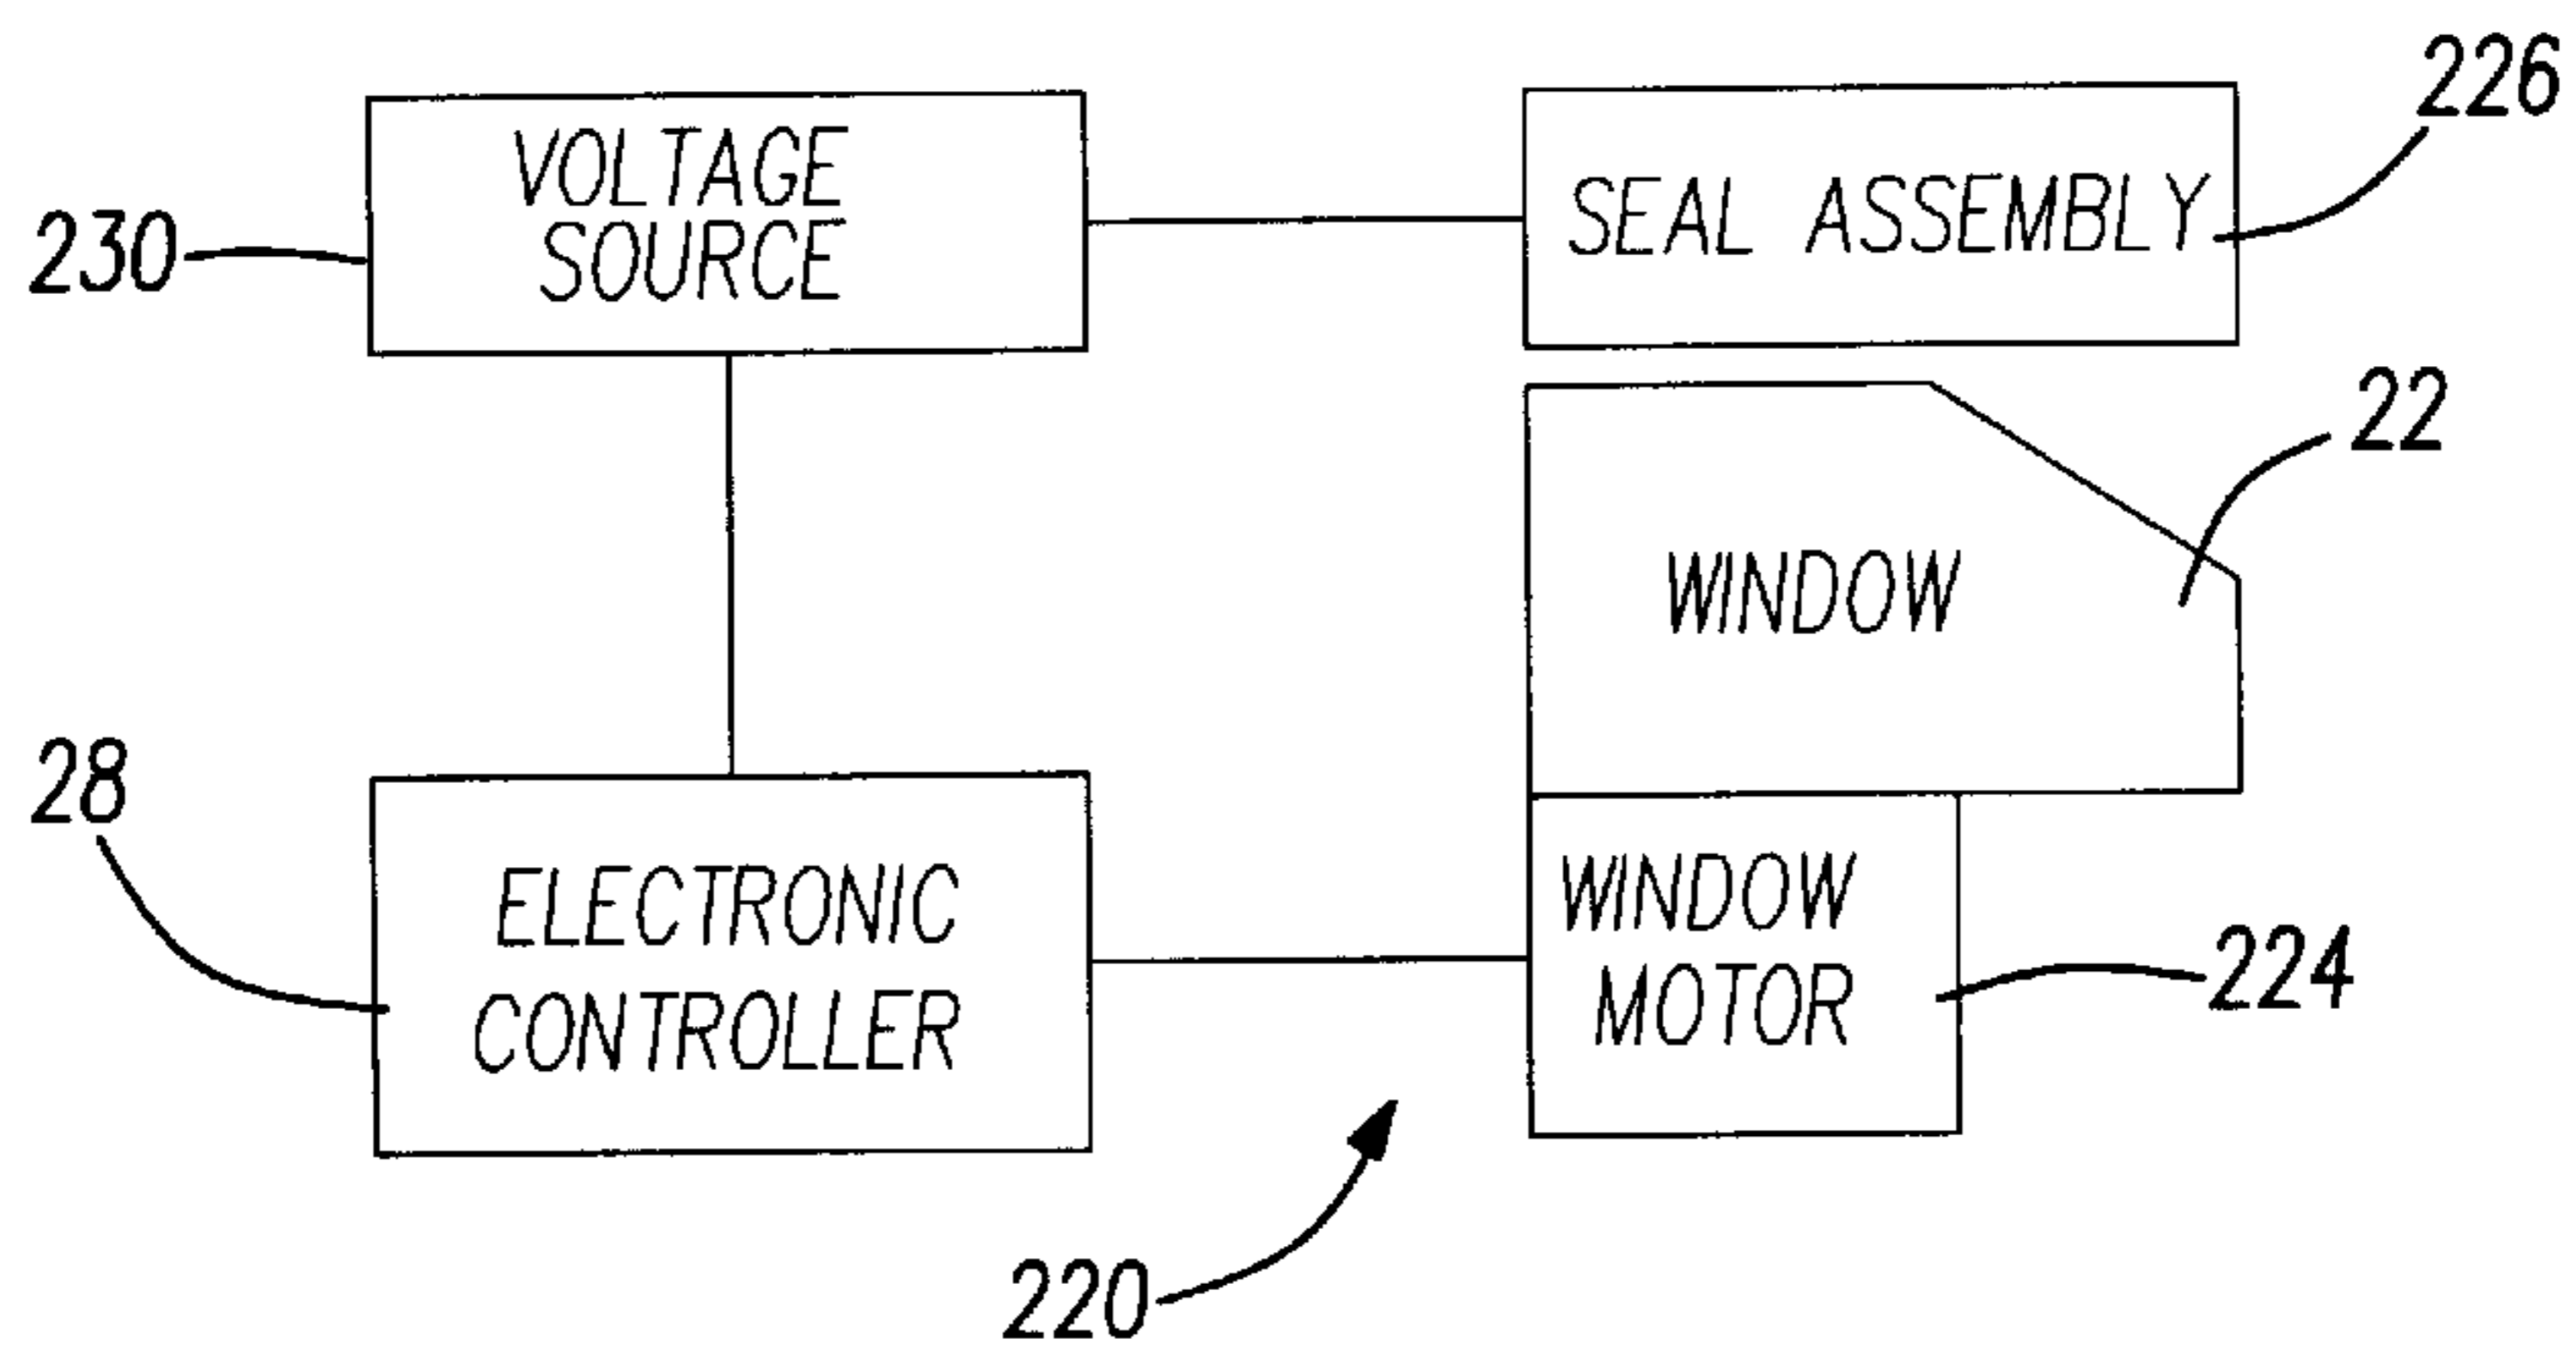 VOLTAGE
SOURCE
230
SEAL ASSEMBLY
226
WINDOW
22
28
ELECTRONIC
CONTROLLER
WINDOW
MOTOR
224
220